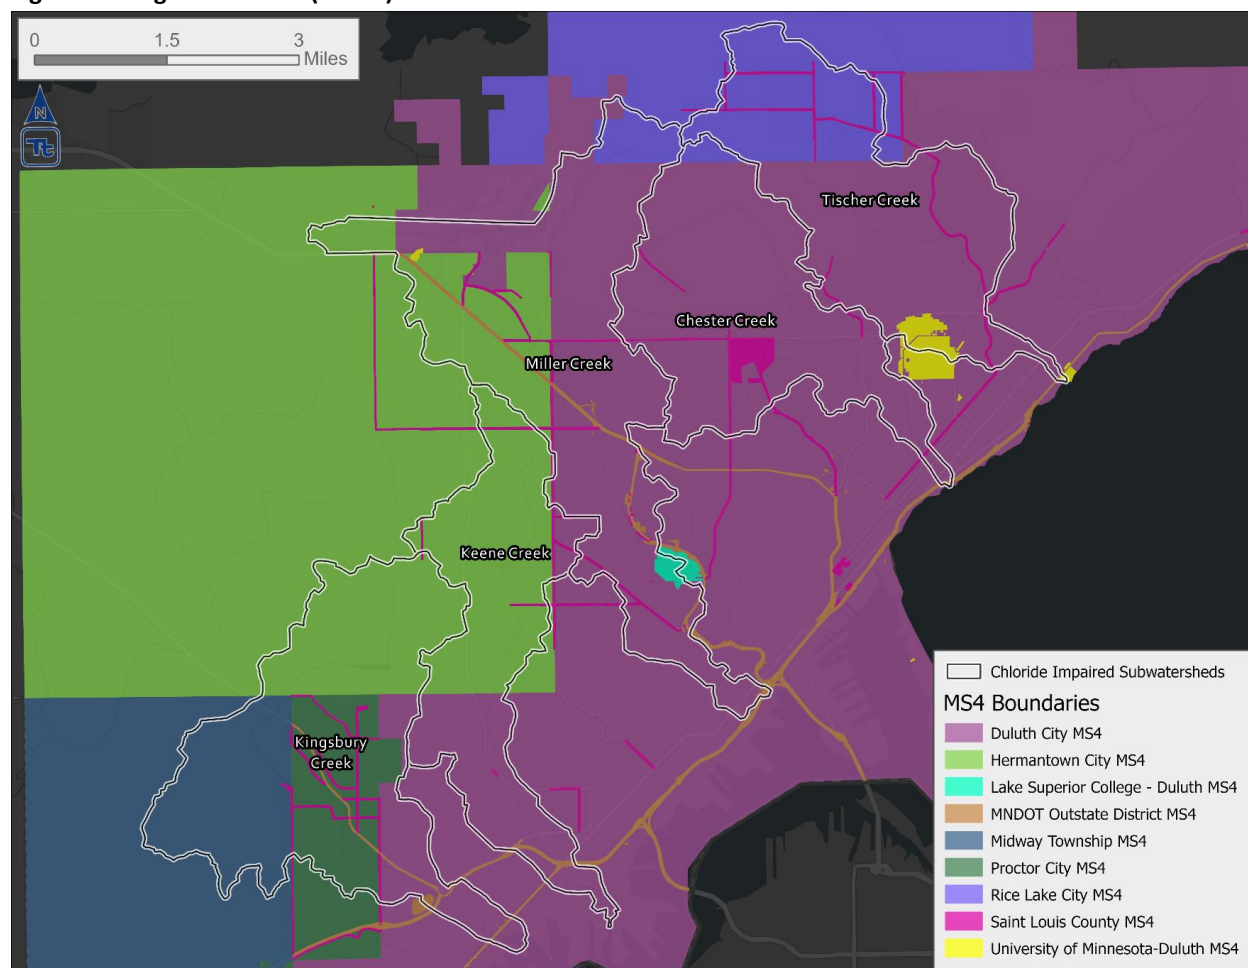 0 1.5 3
Miles
N
Tt
Tischer Creek
Chester Creek
Miller Creek
Keene Creek
Kingsbury
Creek
Chloride Impaired Subwatersheds
MS4 Boundaries
Duluth City MS4
Hermantown City MS4
Lake Superior College - Duluth MS4
MNDOT Outstate District MS4
Midway Township MS4
Proctor City MS4
Rice Lake City MS4
Saint Louis County MS4
University of Minnesota-Duluth MS4